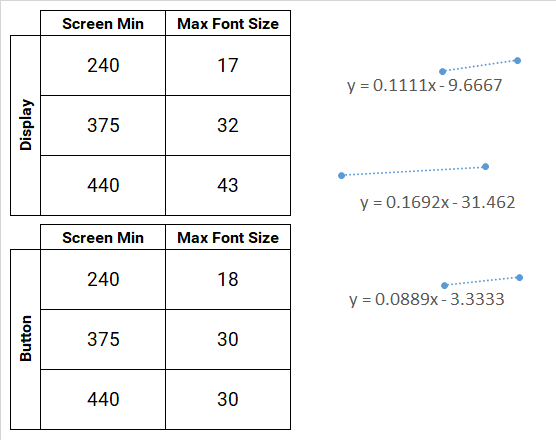 Screen Min Max Font Size
Display
240 17
375 32
440 43
y = 0.1111x - 9.6667
y = 0.1692x - 31.462
Screen Min Max Font Size
Button
240 18
375 30
440 30
y = 0.0889x - 3.3333